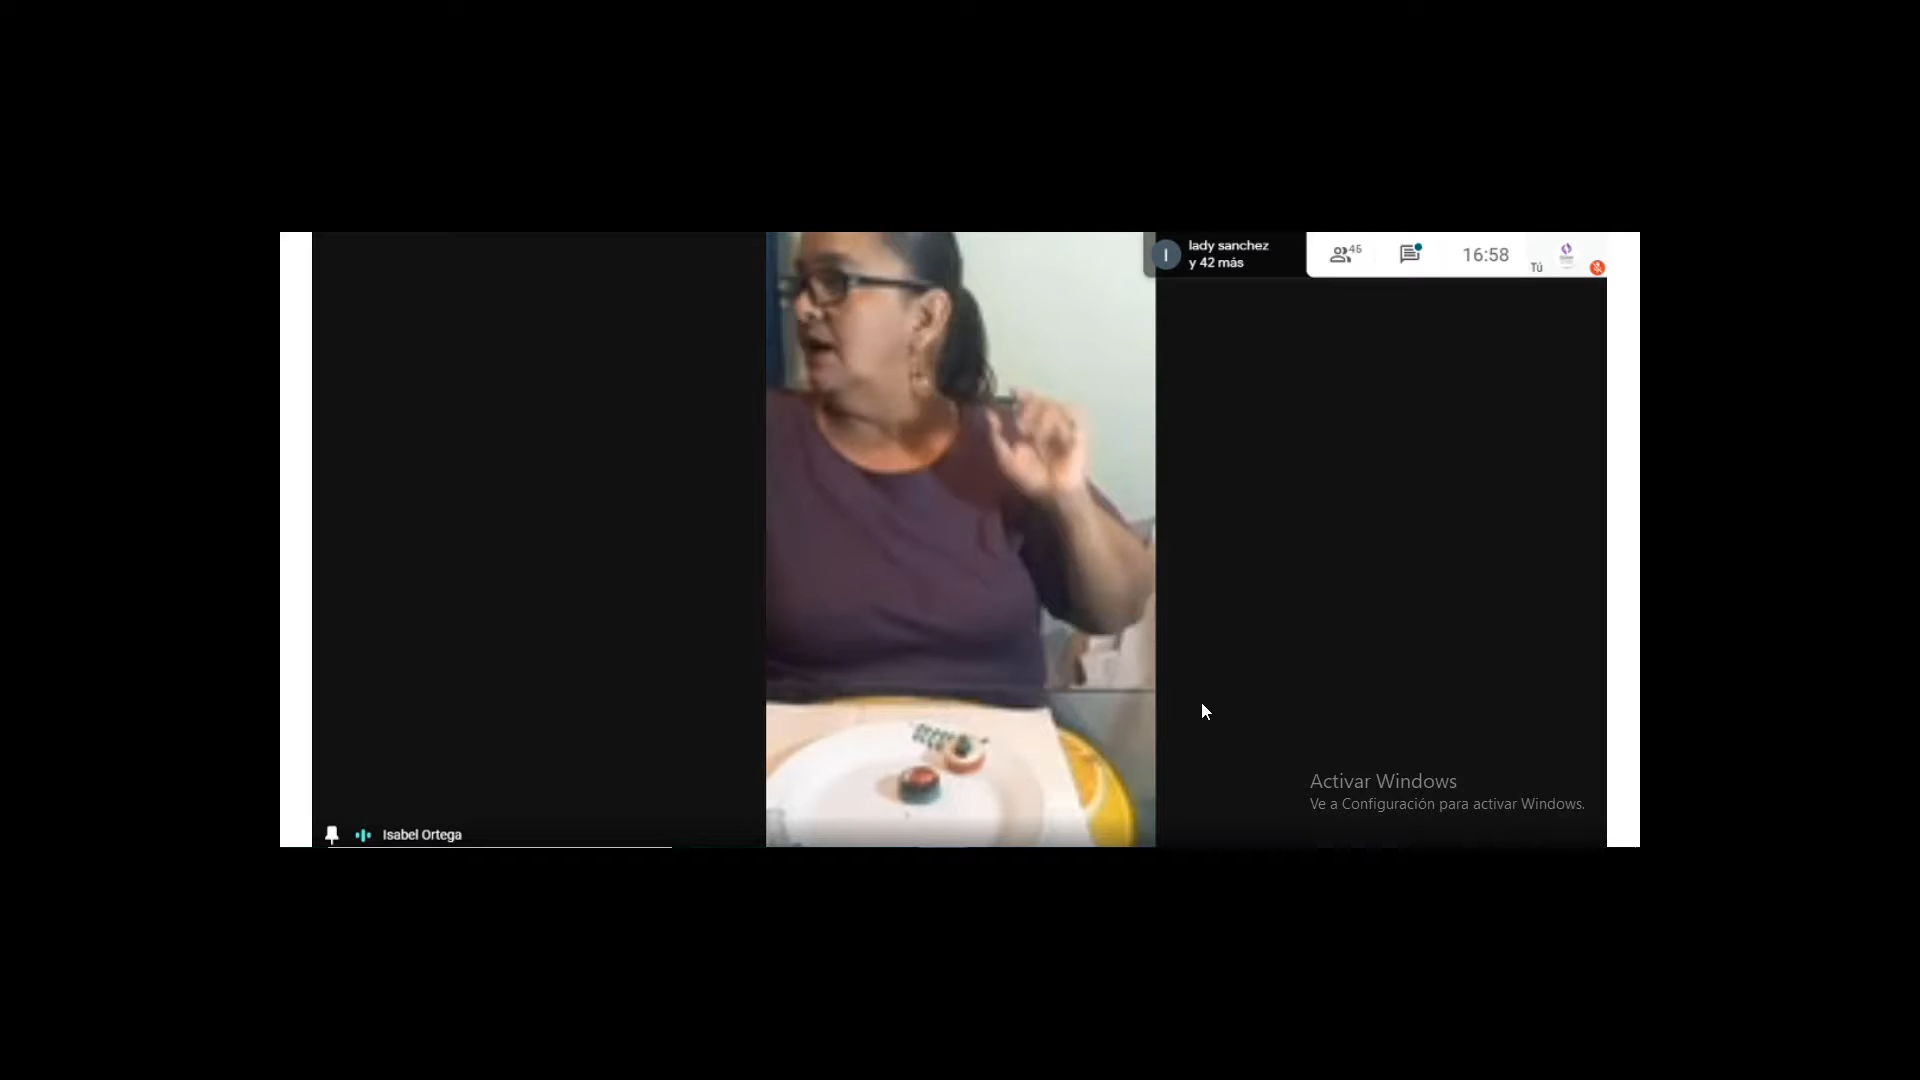 lady sanchez
y 42 más
45
16:58
Tú
Activar Windows
Ve a Configuración para activar Windows.
Isabel Ortega